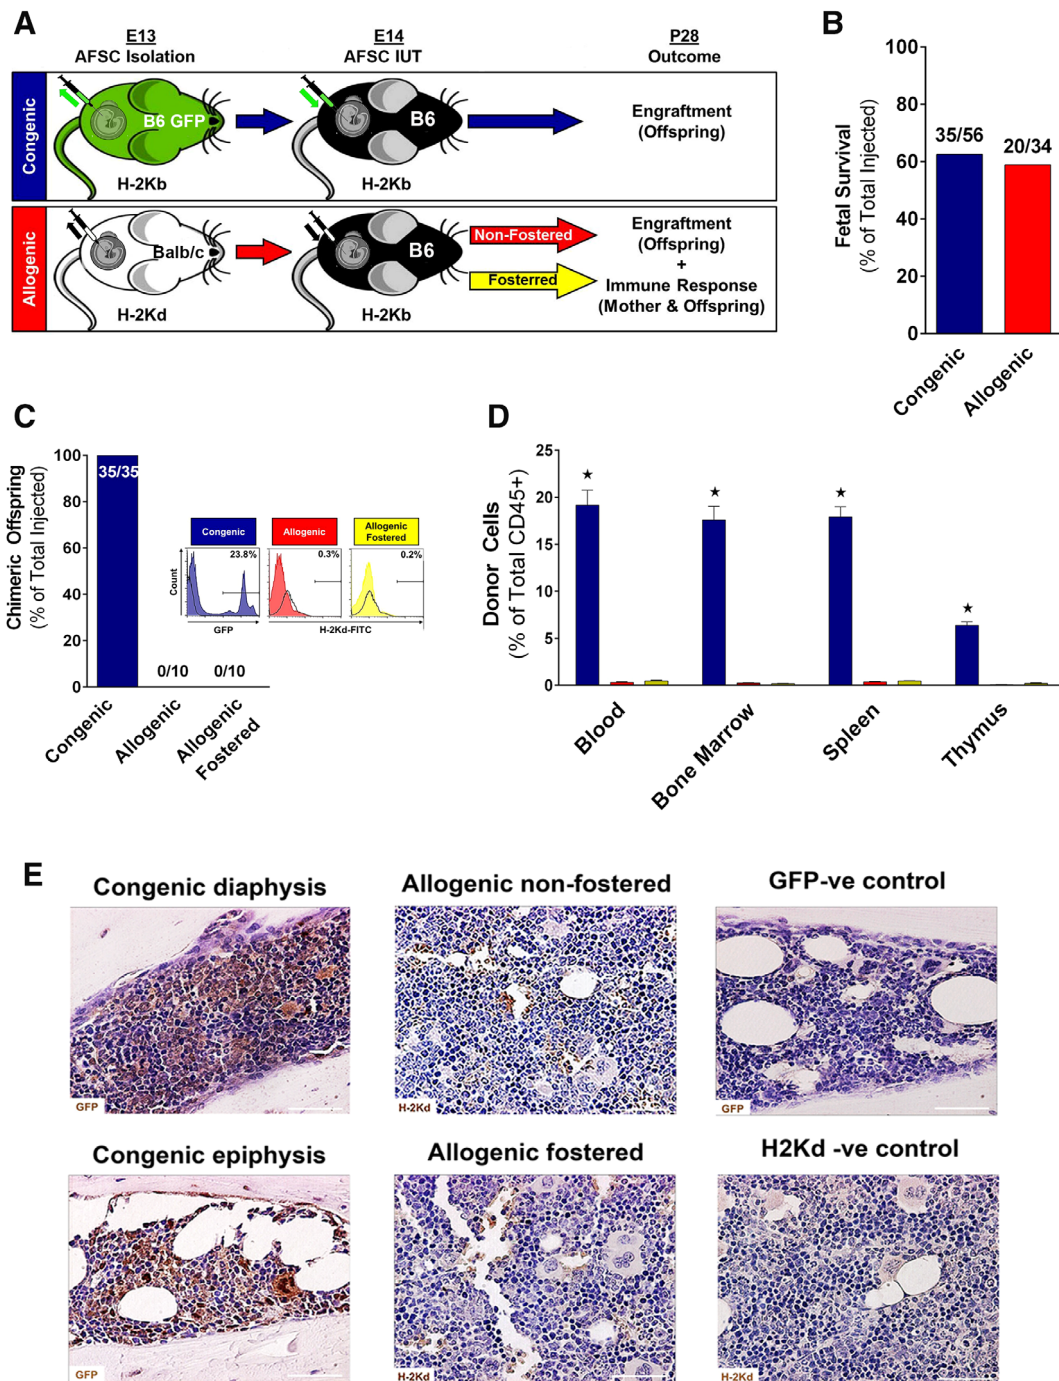 A
E13
AFSC Isolation
E14
AFSC IUT
P28
Outcome
Congenic
B6 GFP
H-2Kb
B6
H-2Kb
Engraftment
(Offspring)
Allogenic
Balb/c
H-2Kd
B6
H-2Kb
Non-Fostered
Fosterred
Engraftment
(Offspring)
+
Immune Response
(Mother & Offspring)
B
Fetal Survival
(% of Total Injected)
100
80
60
40
20
0
35/56
20/34
Congenic
Allogenic
C
Chimeric Offspring
(% of Total Injected)
100
80
60
40
20
0
35/35
0/10
0/10
Congenic
Allogenic
Allogenic
Fostered
Congenic
Allogenic
Allogenic
Fostered
Count
23.8%
0.3%
0.2%
GFP
H-2Kd-FITC
D
Donor Cells
(% of Total CD45+)
25
20
15
10
5
0
★
★
★
★
Blood
Bone Marrow
Spleen
Thymus
E
Congenic diaphysis
GFP
Allogenic non-fostered
H-2Kd
GFP-ve control
GFP
Congenic epiphysis
GFP
Allogenic fostered
H-2Kd
H2Kd -ve control
H-2Kd